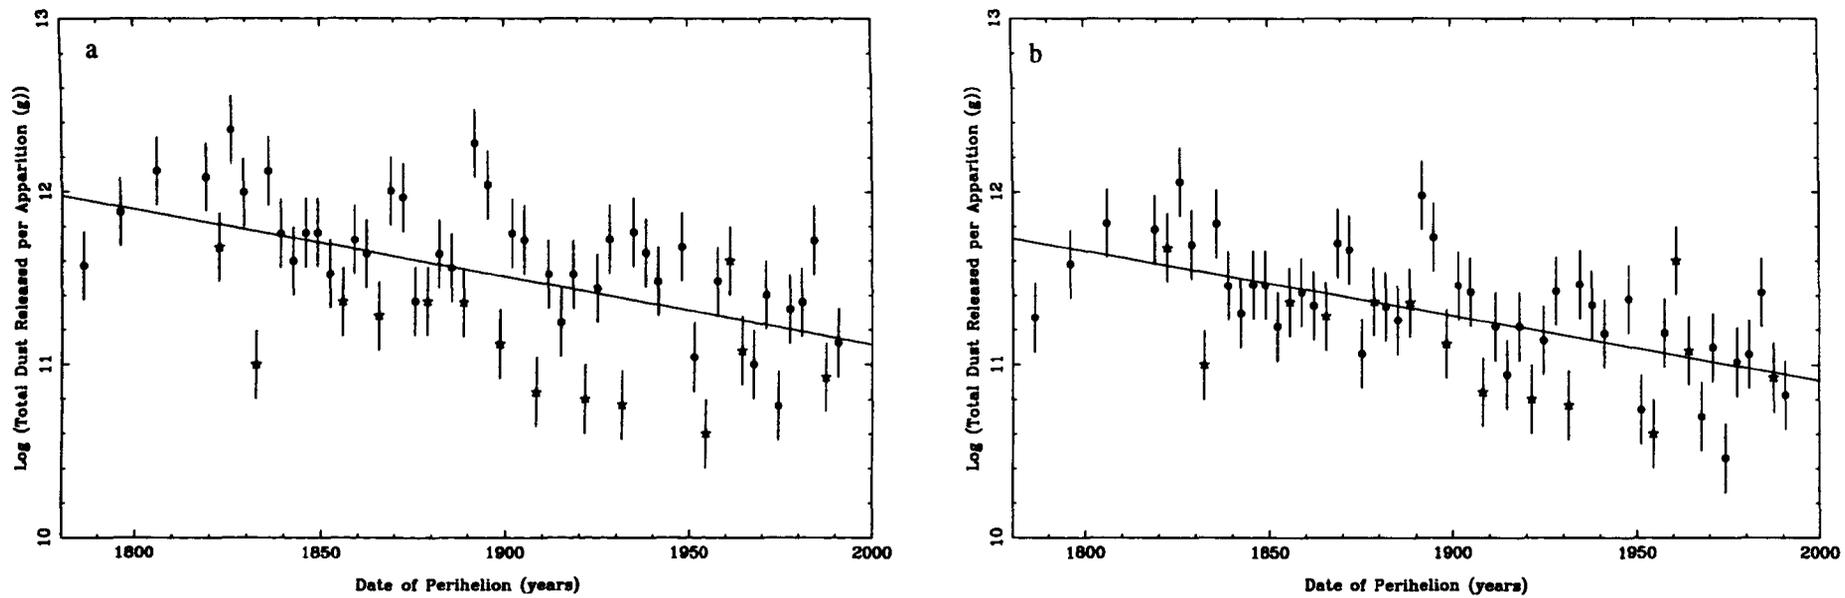 a
13
12
11
10
Log (Total Dust Released per Apparition (g))
1800 1850 1900 1950 2000
Date of Perihelion (years)
b
13
12
11
10
Log (Total Dust Released per Apparition (g))
1800 1850 1900 1950 2000
Date of Perihelion (years)